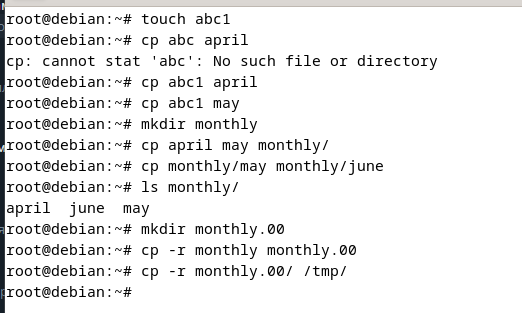 root@debian:~# touch abc1
root@debian:~# cp abc april
cp: cannot stat 'abc': No such file or directory
root@debian:~# cp abc1 april
root@debian:~# cp abc1 may
root@debian:~# mkdir monthly
root@debian:~# cp april may monthly/
root@debian:~# cp monthly/may monthly/june
root@debian:~# ls monthly/
april  june  may
root@debian:~# mkdir monthly.00
root@debian:~# cp -r monthly monthly.00
root@debian:~# cp -r monthly.00/ /tmp/
root@debian:~#